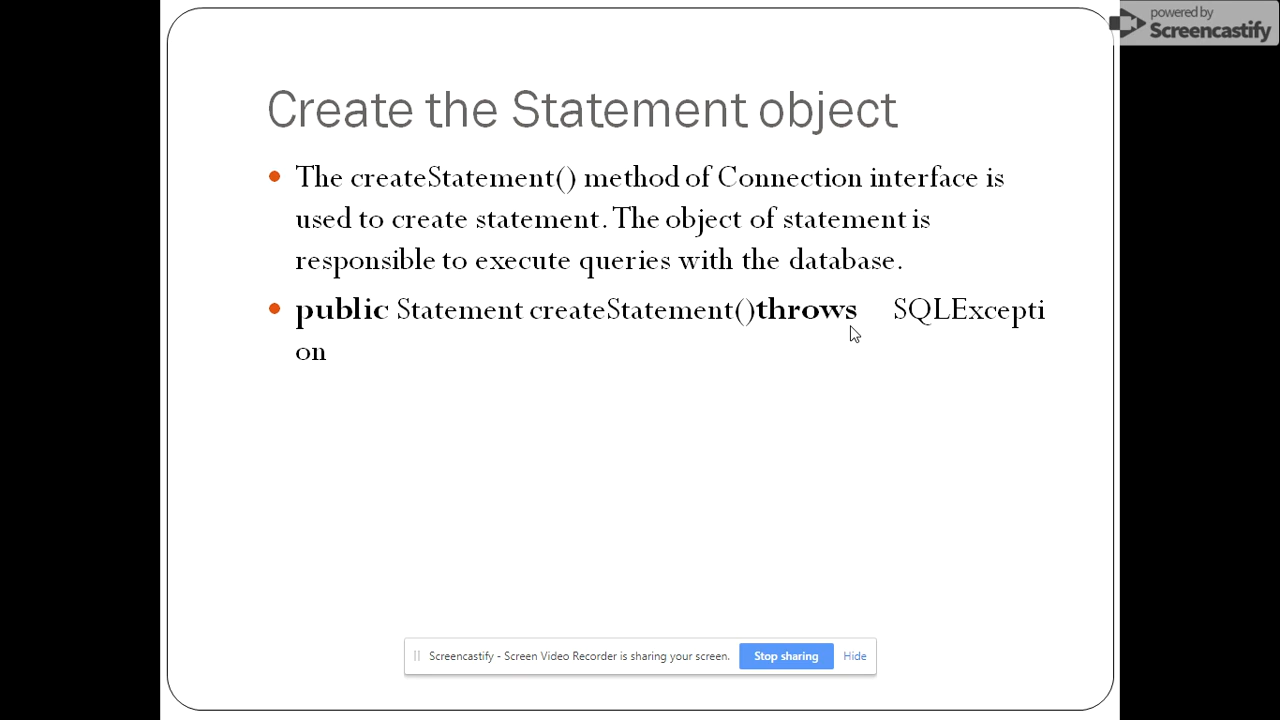 powered by
Screencastify
Create the Statement object
• The createStatement() method of Connection interface is
used to create statement. The object of statement is
responsible to execute queries with the database.
• public Statement createStatement()throws SQLExcepti
on
Screencastify - Screen Video Recorder is sharing your screen. Stop sharing Hide